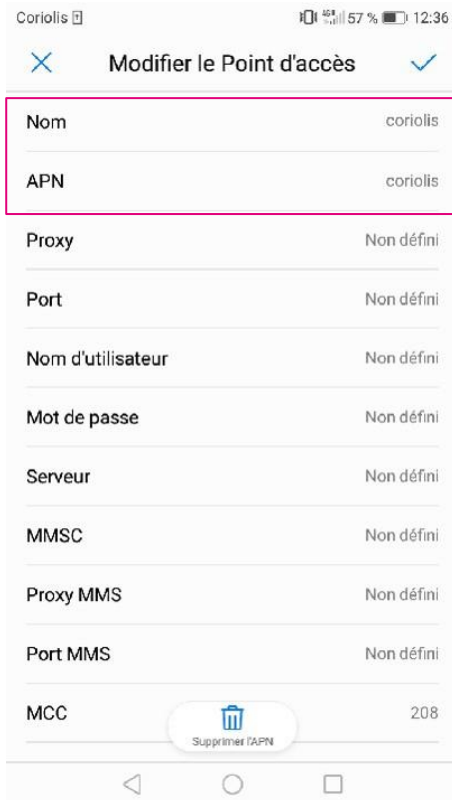 Coriolis 4G 57 % 12:36
Modifier le Point d'accès
Nom coriolis
APN coriolis
Proxy Non défini
Port Non défini
Nom d'utilisateur Non défini
Mot de passe Non défini
Serveur Non défini
MMSC Non défini
Proxy MMS Non défini
Port MMS Non défini
MCC 208
Supprimer l'APN